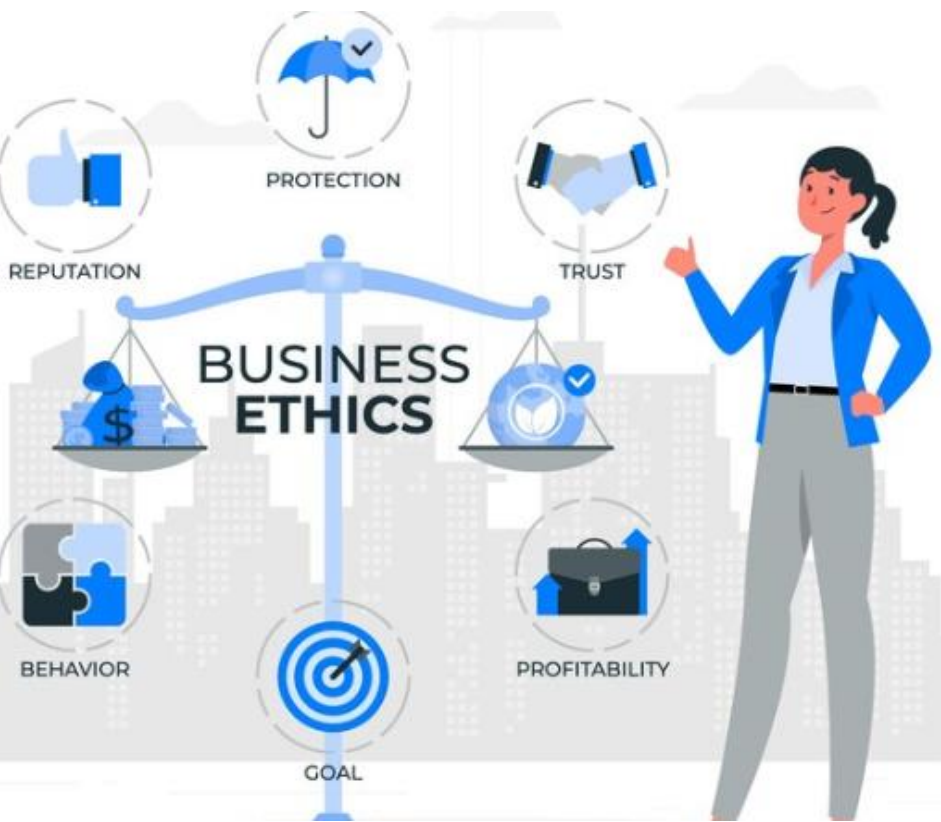 PROTECTION
REPUTATION
TRUST
BUSINESS
ETHICS
$
BEHAVIOR
PROFITABILITY
GOAL